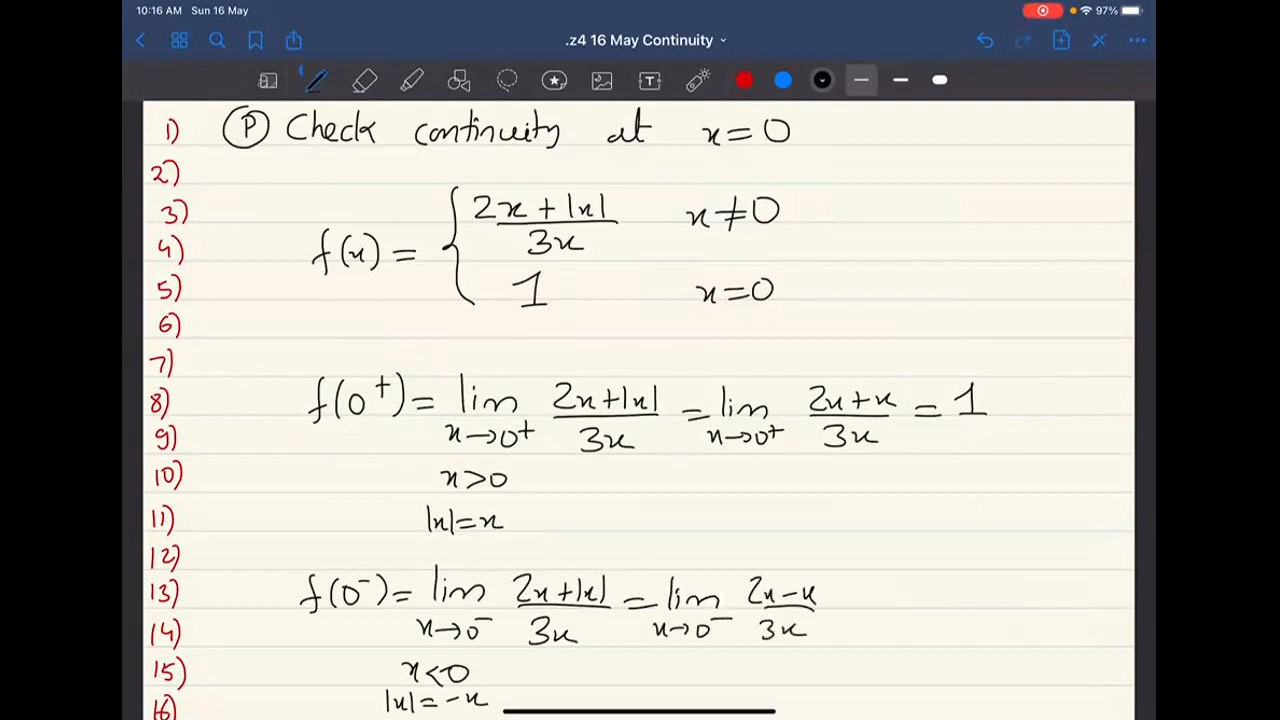 10:16 AM Sun 16 May 97%
.z4 16 May Continuity
1) (P) Check continuity at x=0
2)
3) 2x+|x| x≠0
4) f(x) = { 3x
5) 1 x=0
6)
7)
8) f(0⁺) = lim 2x+|x| = lim 2x+x = 1
9) x→0⁺ 3x x→0⁺ 3x
10) x>0
11) |x|=x
12)
13) f(0⁻) = lim 2x+|x| = lim 2x-x
14) x→0⁻ 3x x→0⁻ 3x
15) x<0
16) |x|=-x